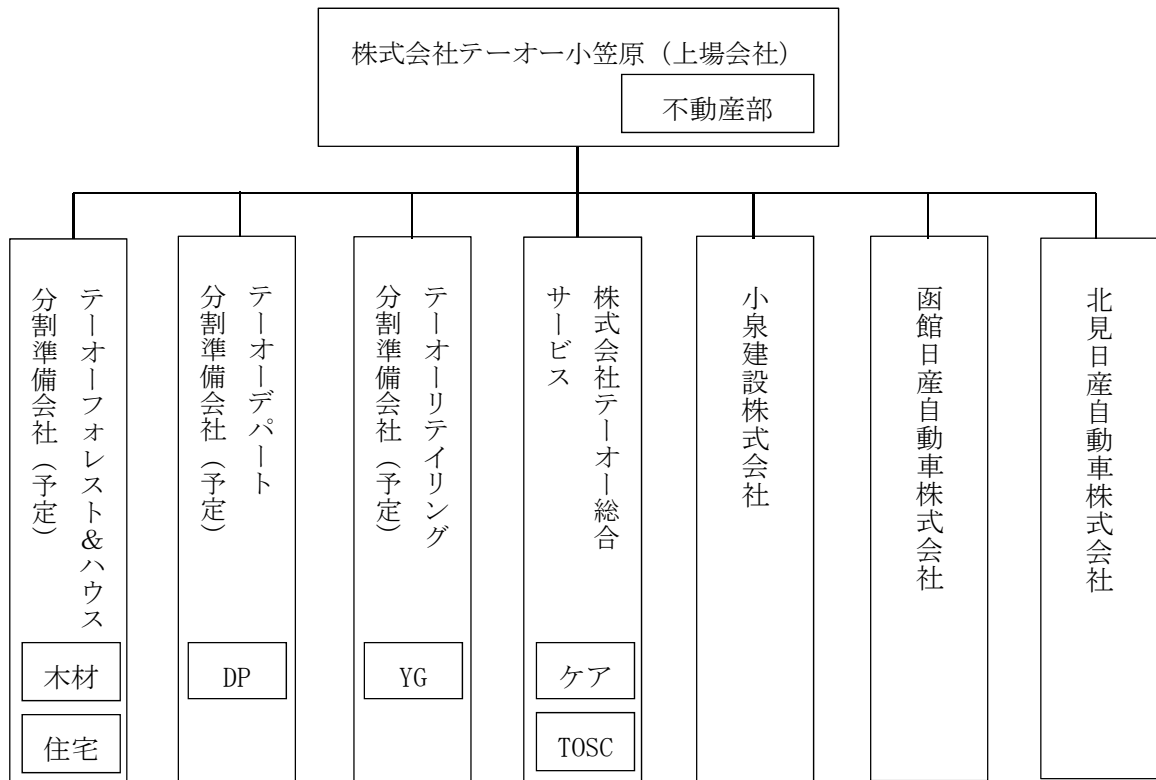 株式会社テーオー小笠原（上場会社）
不動産部
テーオーフォレスト＆ハウス
分割準備会社（予定）
木材
住宅
テーオーデパート
分割準備会社（予定）
DP
テーオーリテイリング
分割準備会社（予定）
YG
株式会社テーオー総合
サービス
ケア
TOSC
小泉建設株式会社
函館日産自動車株式会社
北見日産自動車株式会社